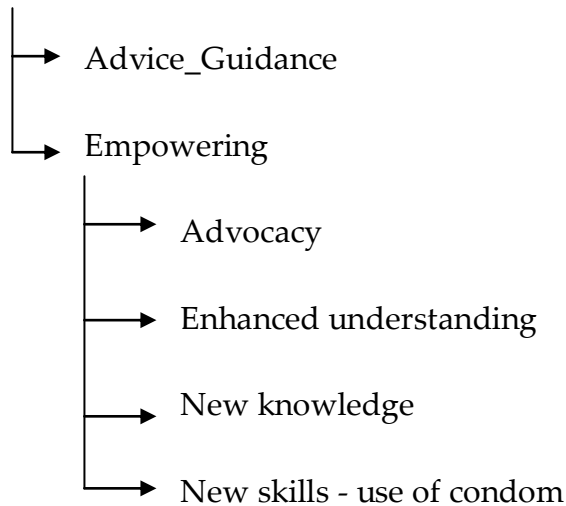 Advice_Guidance
Empowering
Advocacy
Enhanced understanding
New knowledge
New skills - use of condom